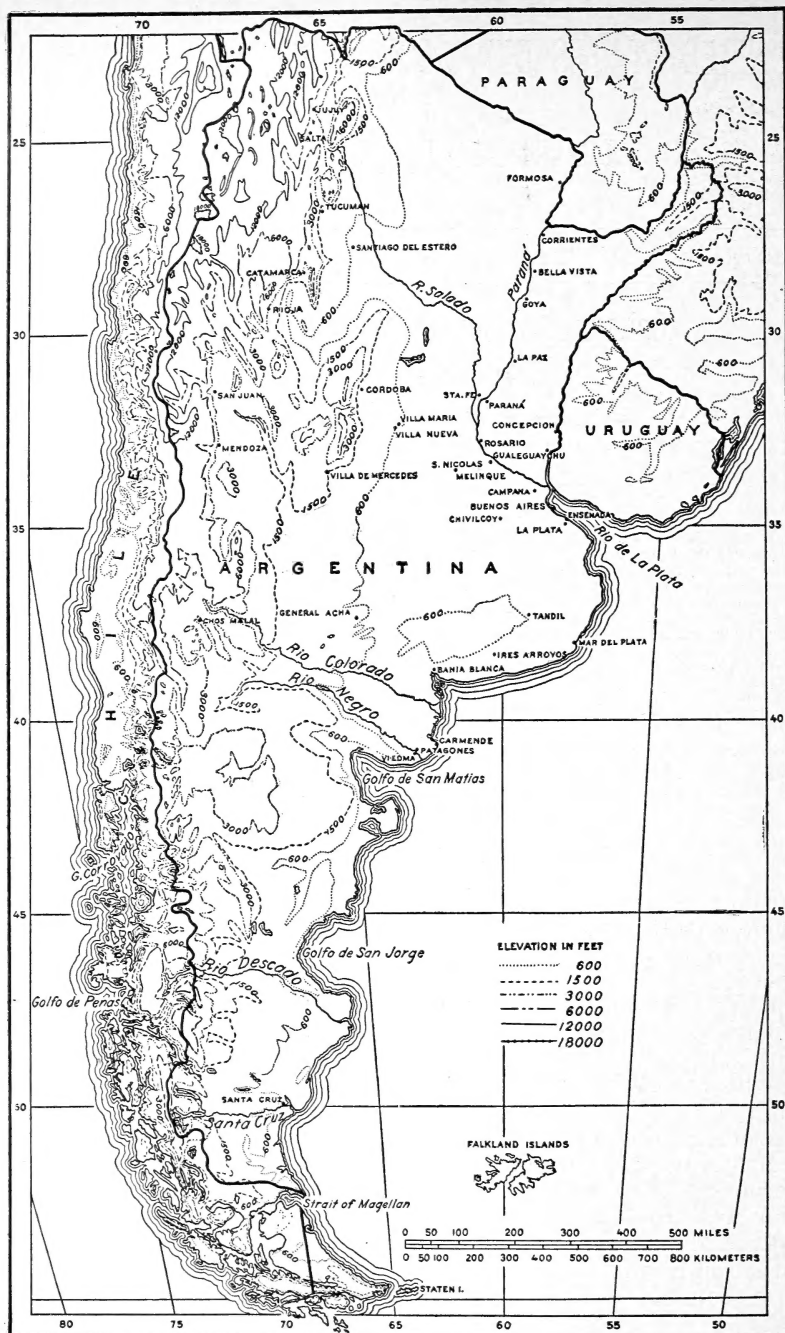 70 65 60 55
PARAGUAY
25 25
JUJUY
SALTA
FORMOSA
TUCUMAN
SANTIAGO DEL ESTERO
CORRIENTES
CATAMARCA
BELLA VISTA
R. Salado
Paraná
RIOJA
GOYA
30 30
LA PAZ
SAN JUAN
CORDOBA
STA. FE
PARANÁ
VILLA MARIA
CONCEPCION
URUGUAY
VILLA NUEVA
ROSARIO
MENDOZA
GUALEGUAYCHU
S. NICOLAS
VILLA DE MERCEDES
MELINQUE
CAMPANA
BUENOS AIRES
ENSENADA
CHIVILCOY
LA PLATA
35 35
Rio de La Plata
ARGENTINA
CHILE
GENERAL ACHA
TANDIL
CHOS MALAL
MAR DEL PLATA
IRES ARROYOS
Rio Colorado
BAHIA BLANCA
Rio Negro
40 40
CARMENDE
VIEDMA PATAGONES
Golfo de San Matias
G. Corc
45 45
Golfo de San Jorge
Rio Descado
Golfo de Penas
ELEVATION IN FEET
600
1500
3000
6000
12000
18000
SANTA CRUZ
50 50
Santa Cruz
FALKLAND ISLANDS
Strait of Magellan
0 50 100 200 300 400 500 MILES
0 50 100 200 300 400 500 600 700 800 KILOMETERS
STATEN I.
80 75 70 65 60 55 50